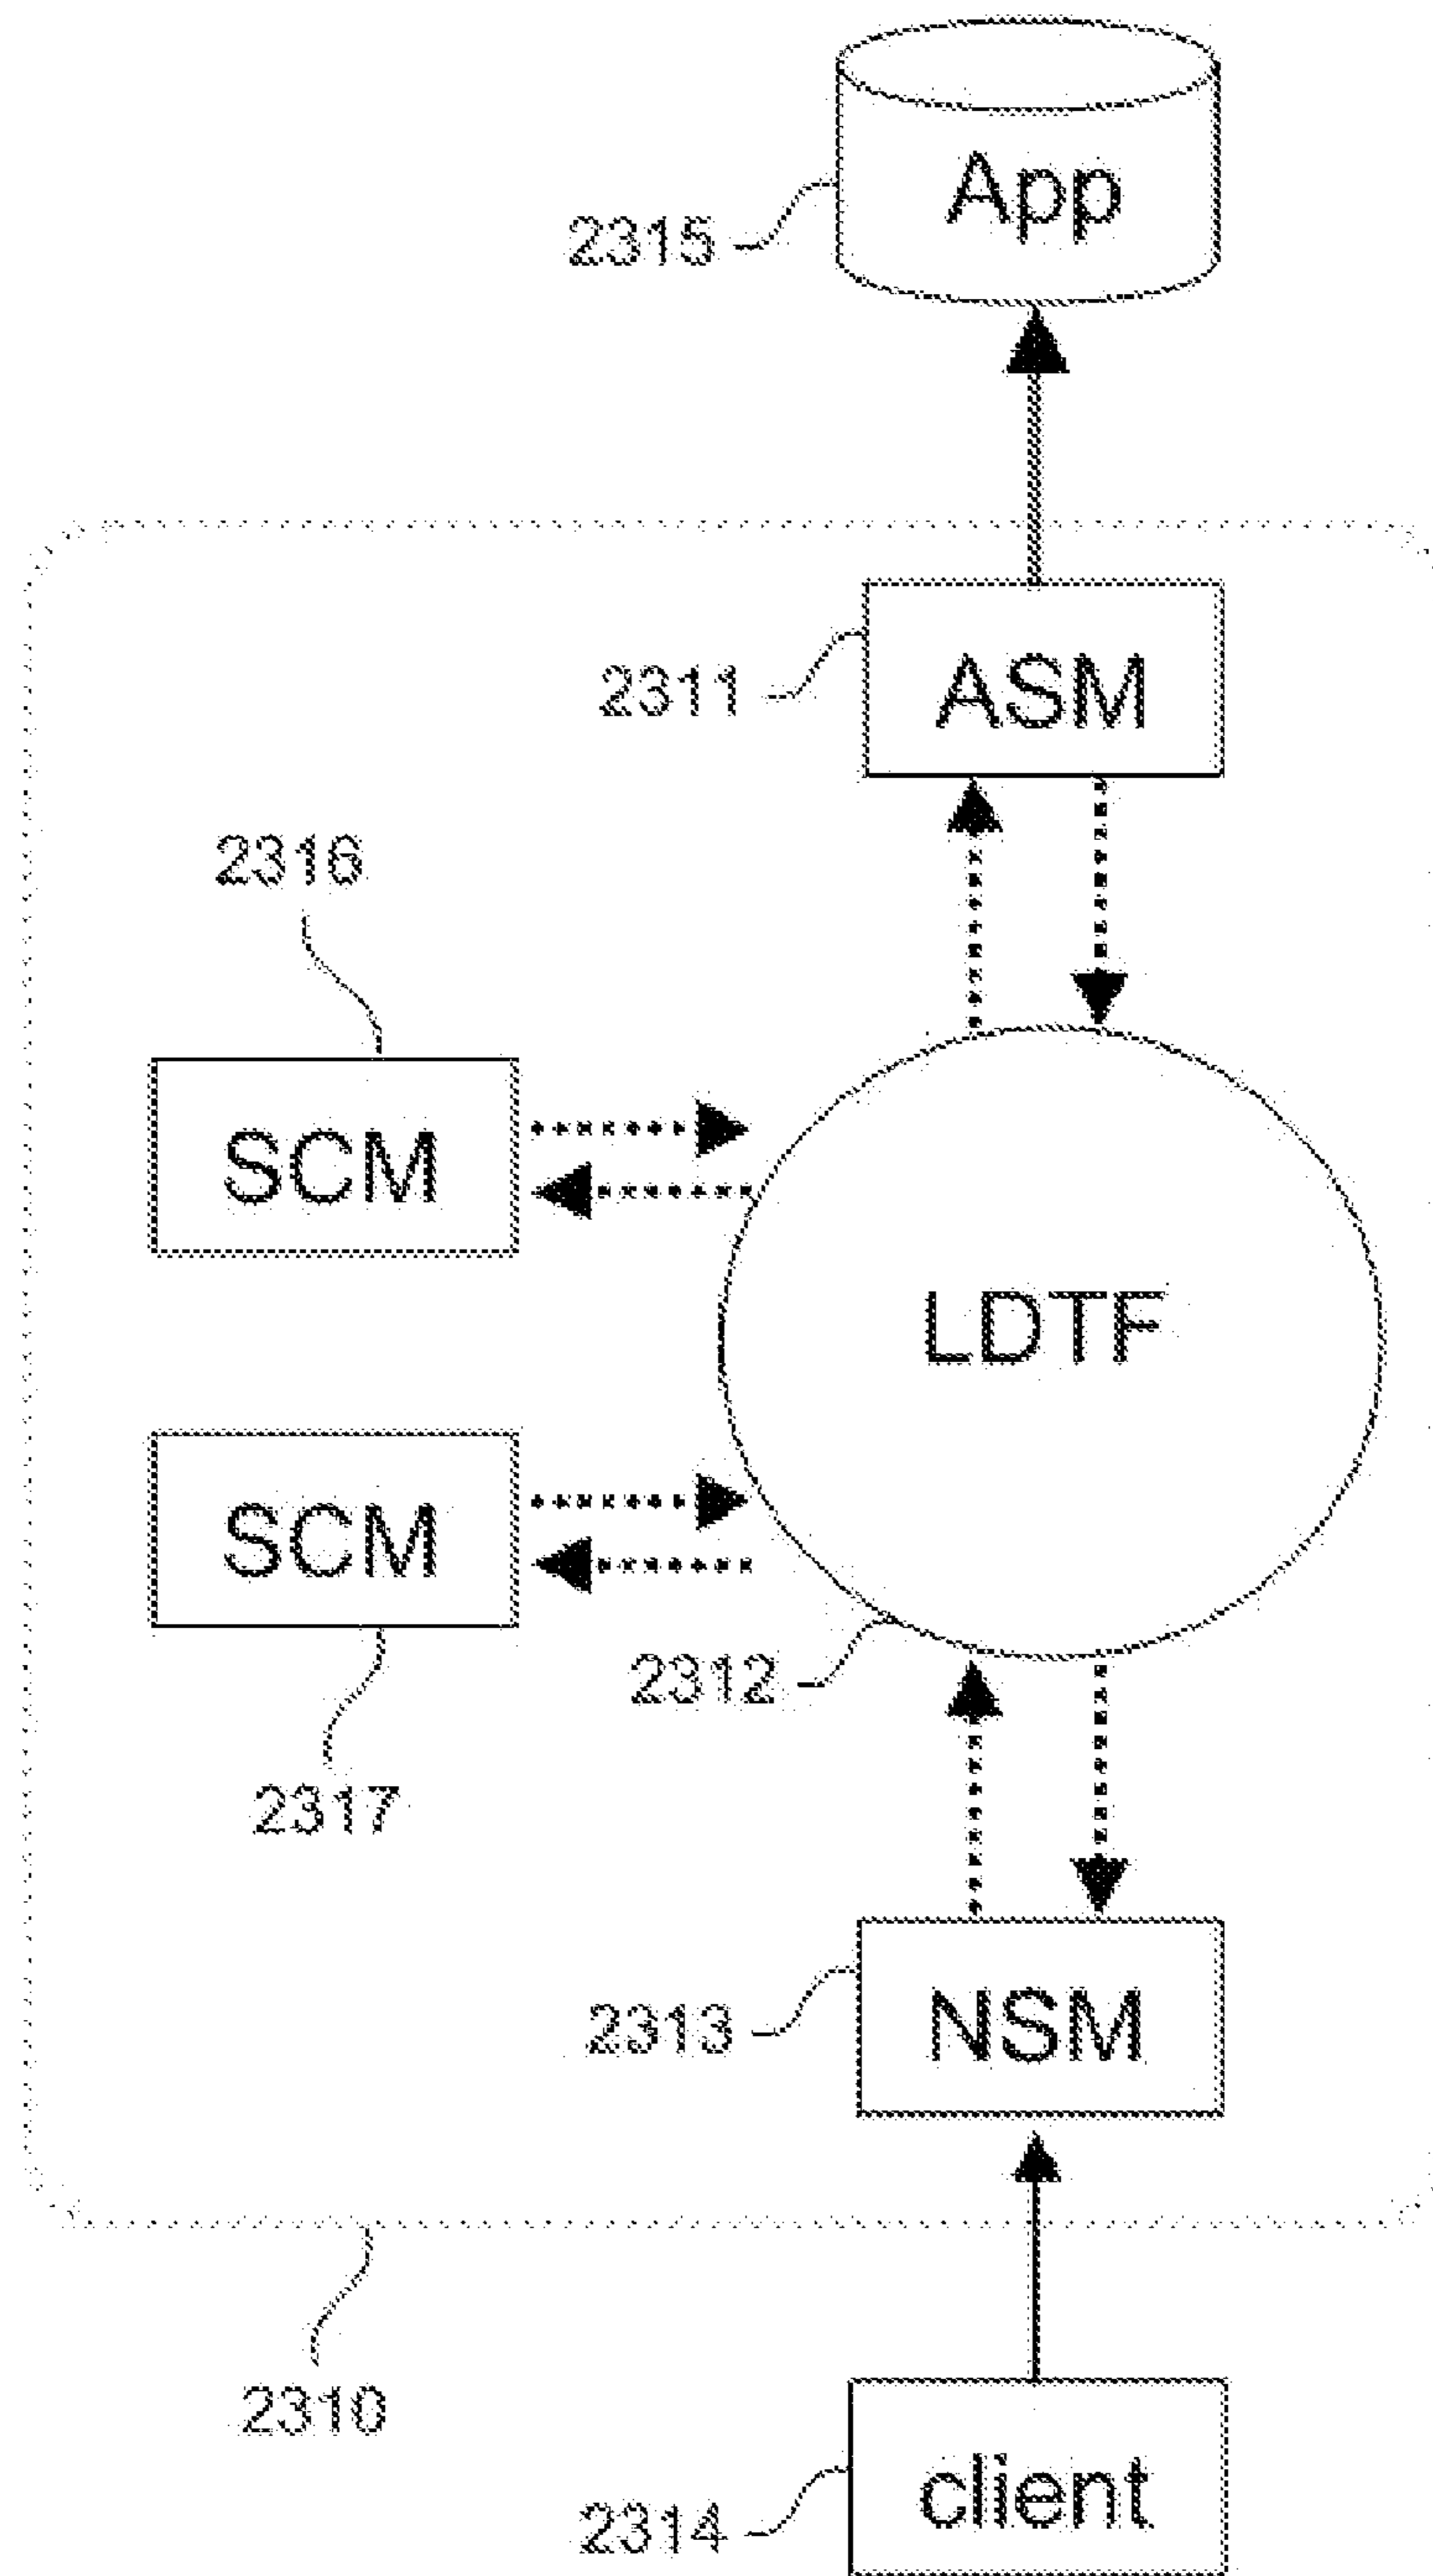 App
2315
ASM
2311
2316
SCM
LDTF
SCM
2312
2317
NSM
2313
2310
client
2314